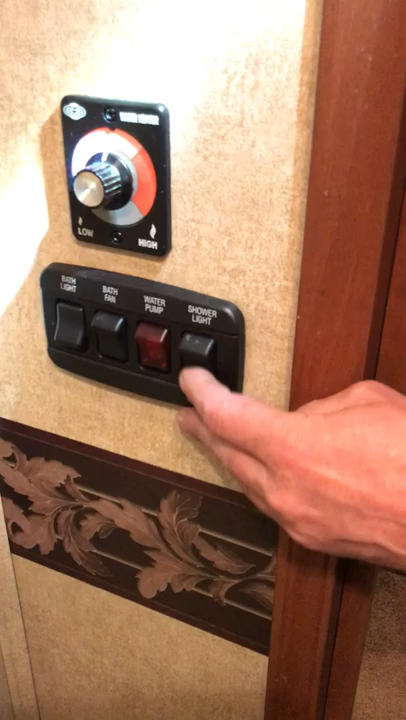 WATER HEATER
LOW
HIGH
BATH
LIGHT
BATH
FAN
WATER
PUMP
SHOWER
LIGHT